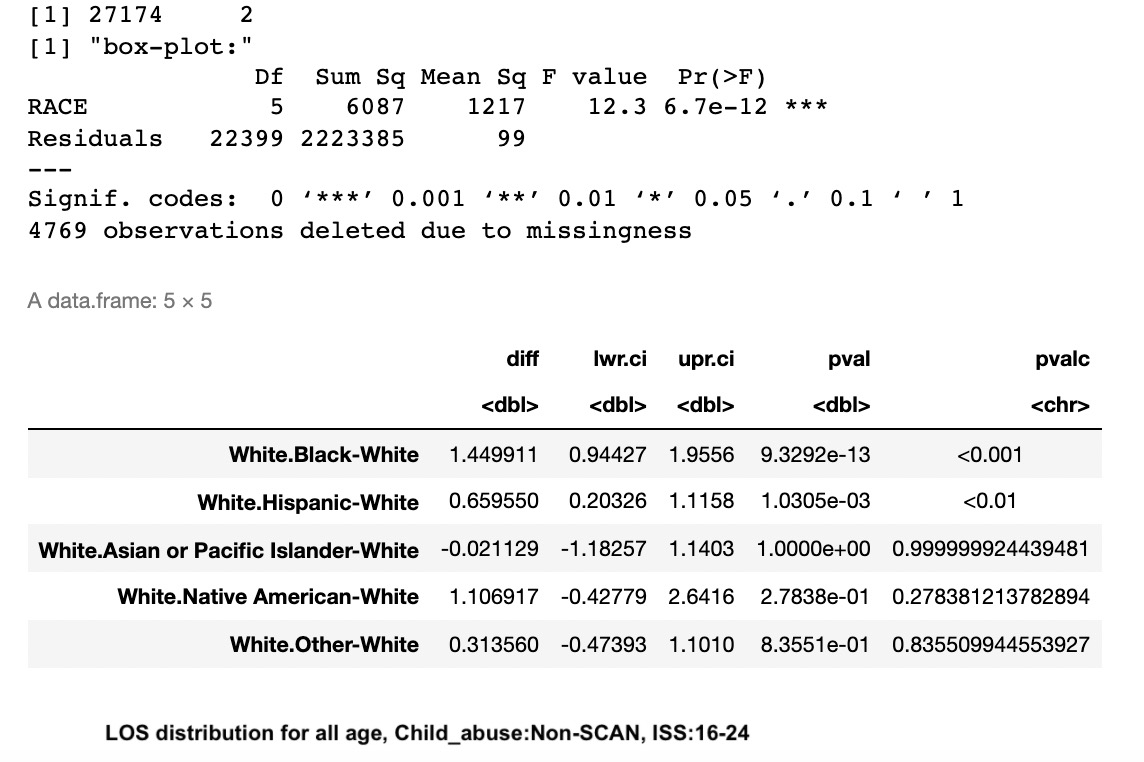 [1] 27174     2
[1] "box-plot:"
               Df  Sum Sq Mean Sq F value  Pr(>F)
RACE            5    6087    1217    12.3 6.7e-12 ***
Residuals   22399 2223385      99
---
Signif. codes:  0 ‘***’ 0.001 ‘**’ 0.01 ‘*’ 0.05 ‘.’ 0.1 ‘ ’ 1
4769 observations deleted due to missingness
A data.frame: 5 × 5
diff lwr.ci upr.ci pval pvalc
<dbl> <dbl> <dbl> <dbl> <chr>
White.Black-White 1.449911 0.94427 1.9556 9.3292e-13 <0.001
White.Hispanic-White 0.659550 0.20326 1.1158 1.0305e-03 <0.01
White.Asian or Pacific Islander-White -0.021129 -1.18257 1.1403 1.0000e+00 0.999999924439481
White.Native American-White 1.106917 -0.42779 2.6416 2.7838e-01 0.278381213782894
White.Other-White 0.313560 -0.47393 1.1010 8.3551e-01 0.835509944553927
LOS distribution for all age, Child_abuse:Non-SCAN, ISS:16-24